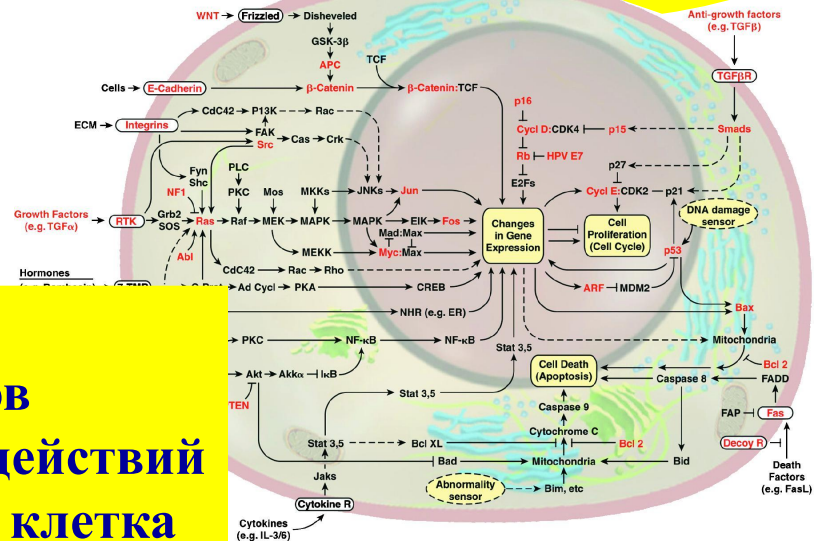 WNT Frizzled Disheveled
Anti-growth factors
(e.g. TGFβ)
GSK-3β
APC
TCF
TGFβR
Cells E-Cadherin β-Catenin β-Catenin:TCF
p16
CdC42 P13K Rac
ECM Integrins FAK
Src Cas Crk
Cycl D:CDK4 p15 Smads
Rb HPV E7
Fyn
Shc
PLC
p27
NF1 PKC Mos MKKs JNKs Jun E2Fs Cycl E:CDK2 p21
Growth Factors
(e.g. TGFα)
RTK Grb2
SOS
Ras Raf MEK MAPK MAPK ElK Fos
Changes
in Gene
Expression
Cell
Proliferation
(Cell Cycle)
DNA damage
sensor
Mad:Max
Abl MEKK Myc:Max p53
CdC42 Rac Rho
Hormones
Ad Cycl PKA CREB ARF MDM2
NHR (e.g. ER) Bax
PKC NF-κB NF-κB Stat 3,5 Mitochondria
Akt Akkα IκB
Cell Death
(Apoptosis)
Bcl 2
Caspase 8 FADD
TEN Stat 3,5 Caspase 9 FAP Fas
Cytochrome C
Stat 3,5 Bcl XL Bcl 2 Decoy R
Bad Mitochondria Bid
Death
Factors
(e.g. FasL)
Jaks Abnormality
sensor
Bim, etc
Cytokine R
Cytokines
(e.g. IL-3/6)
ов
действий
клетка